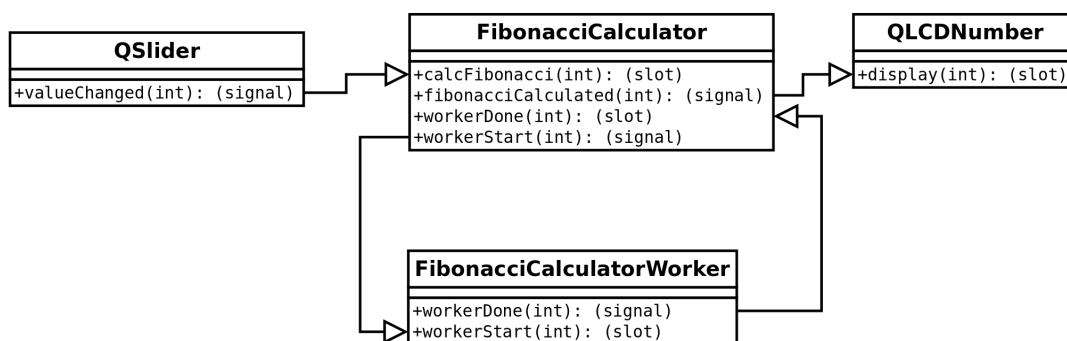 QSlider
+valueChanged(int): (signal)
FibonacciCalculator
+calcFibonacci(int): (slot)
+fibonacciCalculated(int): (signal)
+workerDone(int): (slot)
+workerStart(int): (signal)
QLCDNumber
+display(int): (slot)
FibonacciCalculatorWorker
+workerDone(int): (signal)
+workerStart(int): (slot)